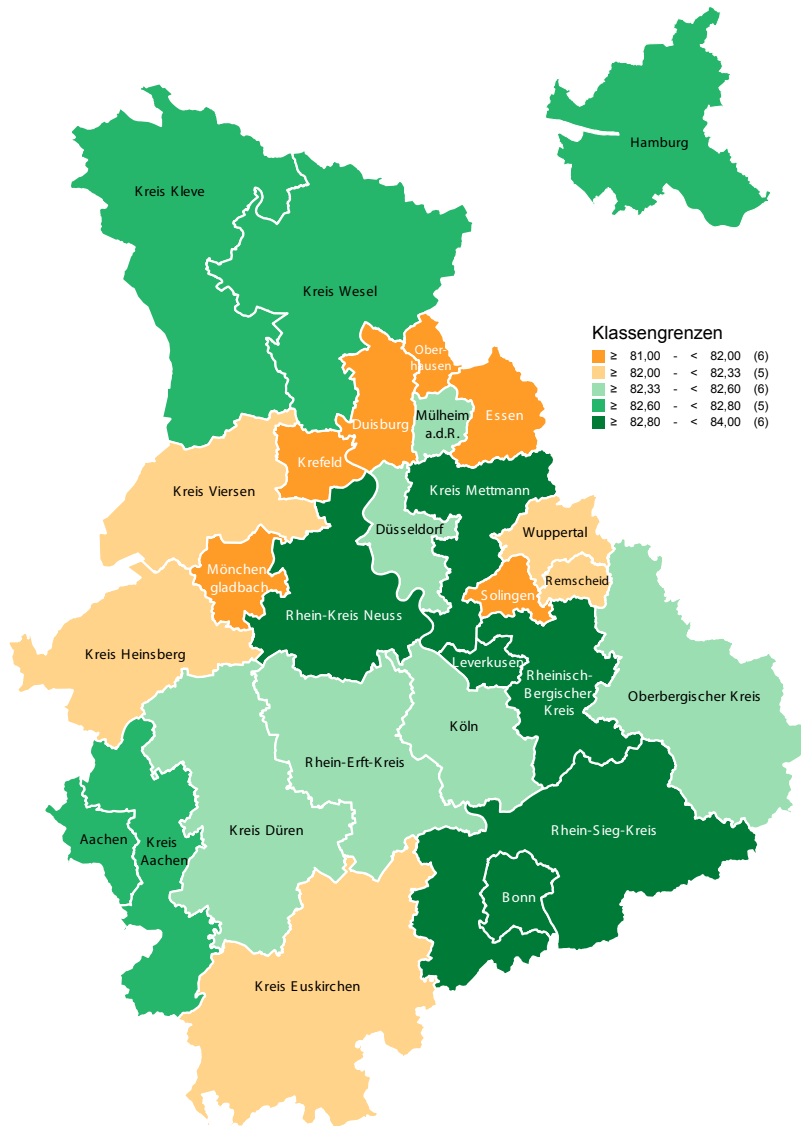 Hamburg
Kreis Kleve
Kreis Wesel
Klassengrenzen
≥ 81,00 - < 82,00 (6)
≥ 82,00 - < 82,33 (5)
≥ 82,33 - < 82,60 (6)
≥ 82,60 - < 82,80 (5)
≥ 82,80 - < 84,00 (6)
Ober-
hausen
Duisburg
Mülheim
a.d.R.
Essen
Krefeld
Kreis Viersen
Kreis Mettmann
Düsseldorf
Wuppertal
Mönchen
gladbach
Remscheid
Solingen
Rhein-Kreis Neuss
Kreis Heinsberg
Leverkusen
Rheinisch-
Bergischer
Kreis
Oberbergischer Kreis
Köln
Rhein-Erft-Kreis
Kreis Düren
Rhein-Sieg-Kreis
Aachen
Kreis
Aachen
Bonn
Kreis Euskirchen